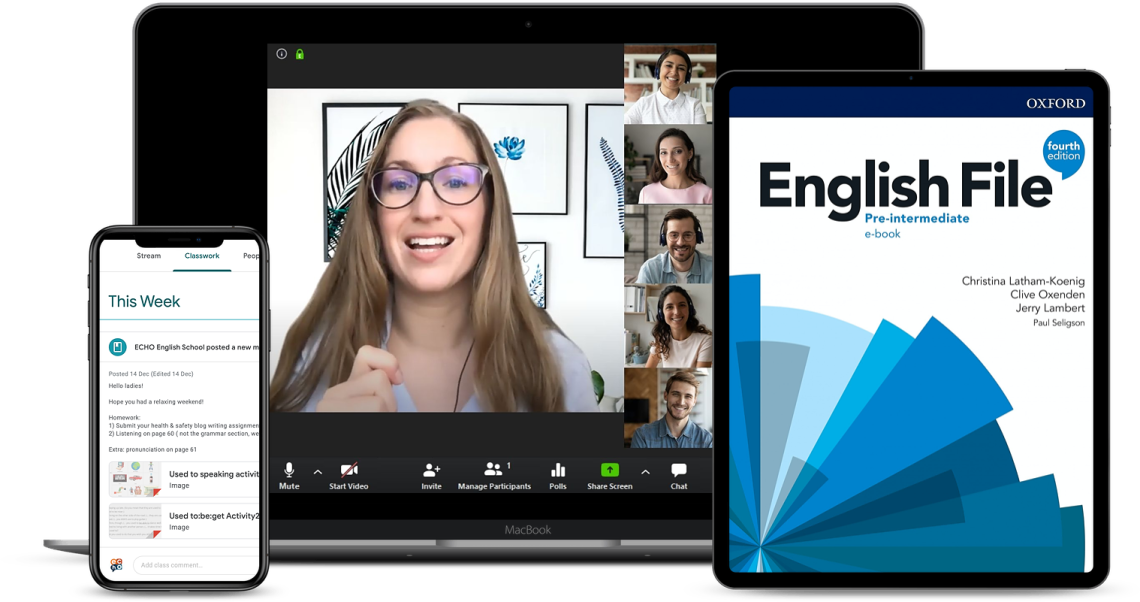 OXFORD
fourth
edition
English File
Pre-intermediate
e-book
Christina Latham-Koenig
Clive Oxenden
Jerry Lambert
Paul Seligson
Stream
Classwork
Peop
This Week
ECHO English School posted a new m
Posted 14 Dec (Edited 14 Dec)
Hello ladies!
Hope you had a relaxing weekend!
Homework:
1) Submit your health & safety blog writing assignmen
2) Listening on page 60 ( not the grammar section, we
Extra: pronunciation on page 61
Used to speaking activit
Image
Used to:be:get Activity2
Image
Add class comment...
Mute
Start Video
Invite
1
Manage Participants
Polls
Share Screen
Chat
MacBook